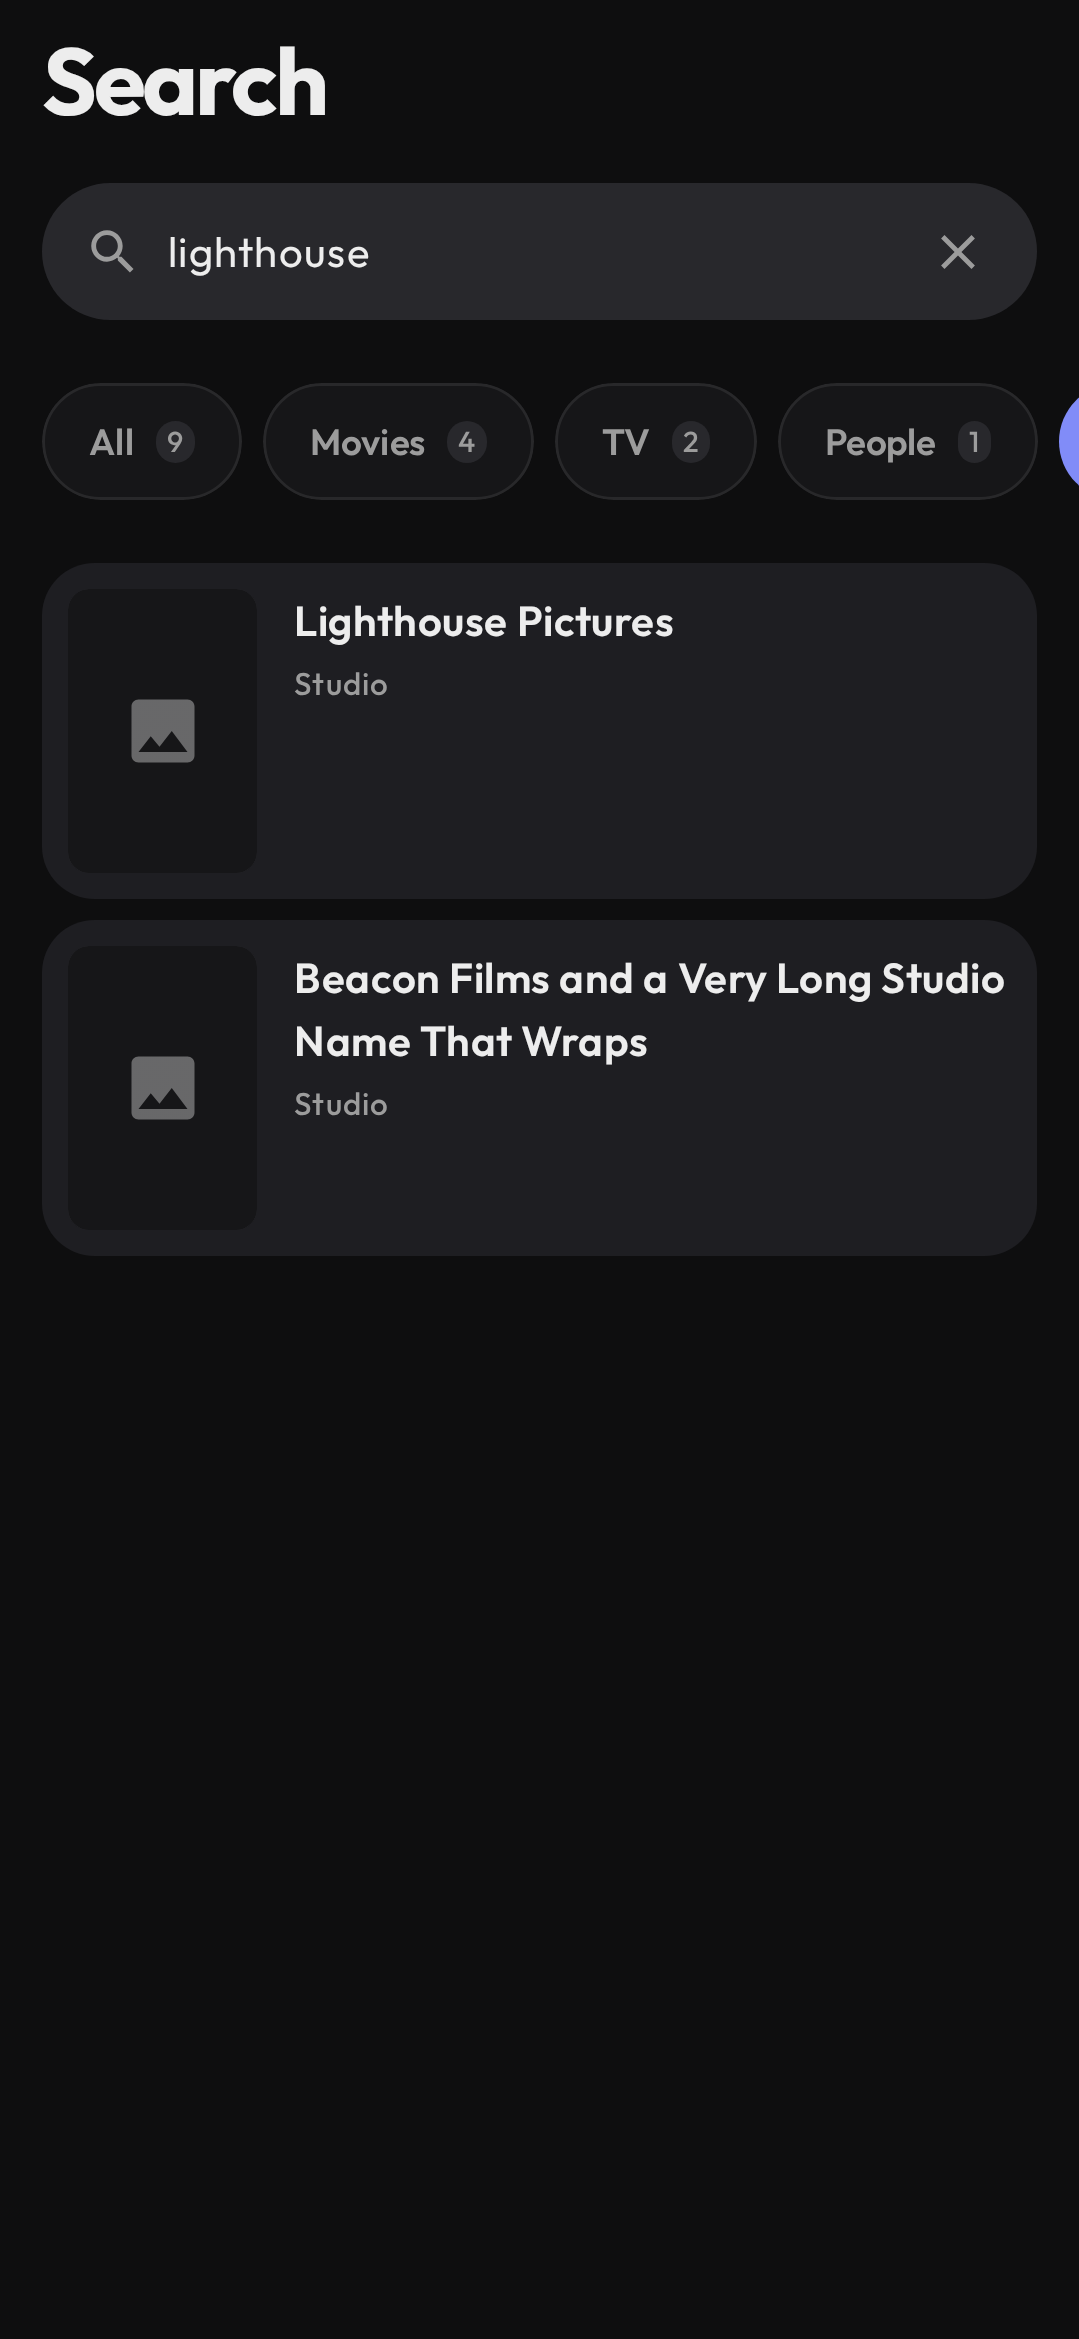 Search
lighthouse
All 9 Movies 4 TV 2 People 1
Lighthouse Pictures
Studio
Beacon Films and a Very Long Studio
Name That Wraps
Studio